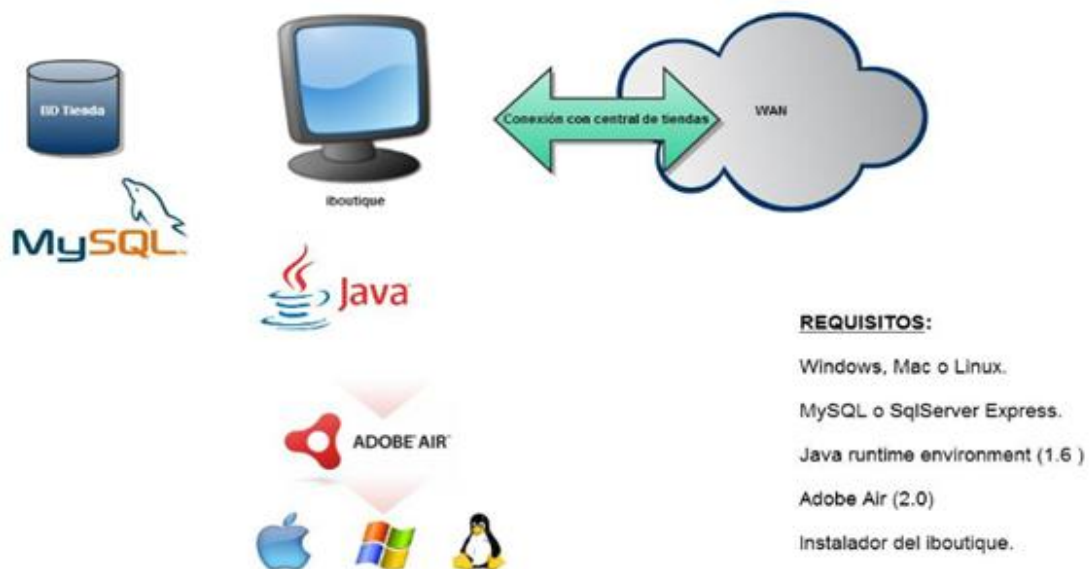 BD Tienda
MySQL
iboutique
Conexión con central de tiendas
WAN
Java
ADOBE AIR
REQUISITOS:
Windows, Mac o Linux.
MySQL o SqlServer Express.
Java runtime environment (1.6 )
Adobe Air (2.0)
Instalador del iboutique.